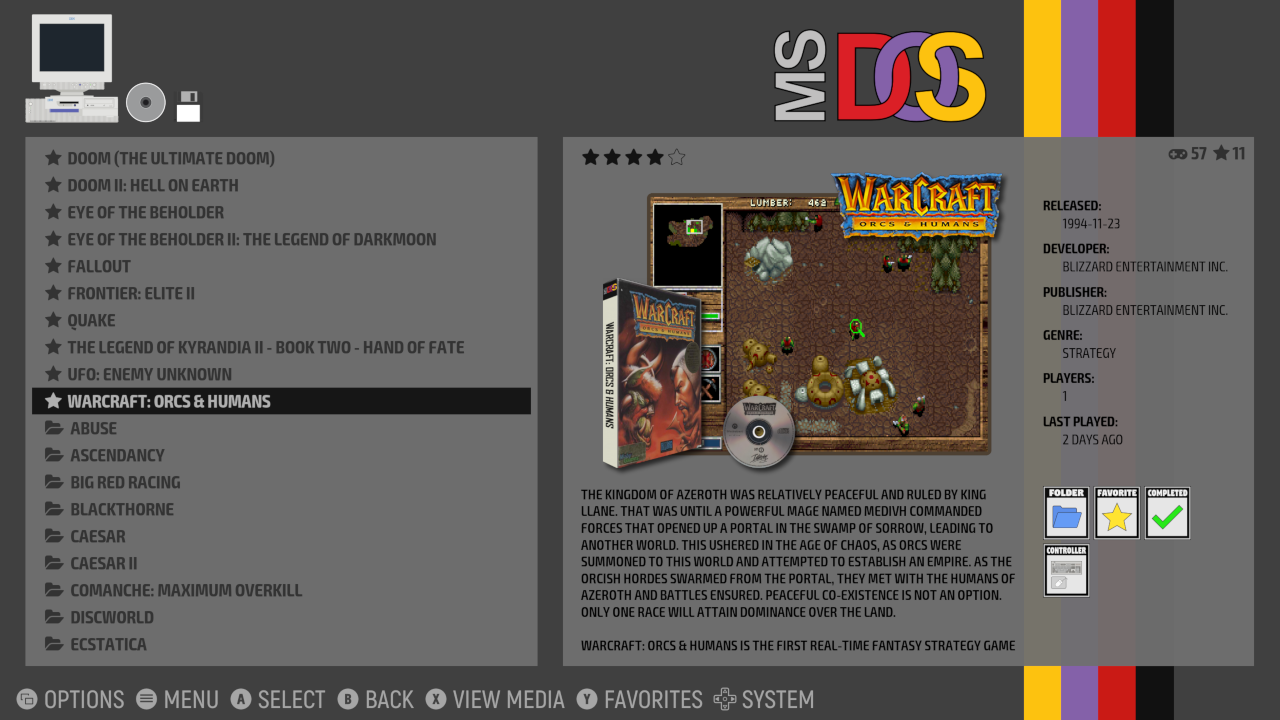 MS DOS
DOOM (THE ULTIMATE DOOM)
DOOM II: HELL ON EARTH
EYE OF THE BEHOLDER
EYE OF THE BEHOLDER II: THE LEGEND OF DARKMOON
FALLOUT
FRONTIER: ELITE II
QUAKE
THE LEGEND OF KYRANDIA II - BOOK TWO - HAND OF FATE
UFO: ENEMY UNKNOWN
WARCRAFT: ORCS & HUMANS
ABUSE
ASCENDANCY
BIG RED RACING
BLACKTHORNE
CAESAR
CAESAR II
COMANCHE: MAXIMUM OVERKILL
DISCWORLD
ECSTATICA
57 11
LUMBER: 462
WARCRAFT
ORCS & HUMANS
WARCRAFT
WARCRAFT: ORCS & HUMANS
WARCRAFT
THE KINGDOM OF AZEROTH WAS RELATIVELY PEACEFUL AND RULED BY KING
LLANE. THAT WAS UNTIL A POWERFUL MAGE NAMED MEDIVH COMMANDED
FORCES THAT OPENED UP A PORTAL IN THE SWAMP OF SORROW, LEADING TO
ANOTHER WORLD. THIS USHERED IN THE AGE OF CHAOS, AS ORCS WERE
SUMMONED TO THIS WORLD AND ATTEMPTED TO ESTABLISH AN EMPIRE. AS THE
ORCISH HORDES SWARMED FROM THE PORTAL, THEY MET WITH THE HUMANS OF
AZEROTH AND BATTLES ENSURED. PEACEFUL CO-EXISTENCE IS NOT AN OPTION.
ONLY ONE RACE WILL ATTAIN DOMINANCE OVER THE LAND.
WARCRAFT: ORCS & HUMANS IS THE FIRST REAL-TIME FANTASY STRATEGY GAME
RELEASED:
1994-11-23
DEVELOPER:
BLIZZARD ENTERTAINMENT INC.
PUBLISHER:
BLIZZARD ENTERTAINMENT INC.
GENRE:
STRATEGY
PLAYERS:
1
LAST PLAYED:
2 DAYS AGO
FOLDER FAVORITE COMPLETED
CONTROLLER
OPTIONS MENU A SELECT B BACK X VIEW MEDIA Y FAVORITES SYSTEM